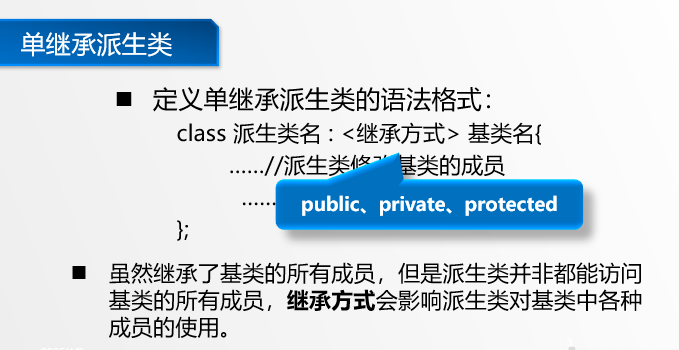 单继承派生类
■ 定义单继承派生类的语法格式：
class 派生类名 : <继承方式> 基类名{
……//派生类修改基类的成员
……
public、private、protected
};
■ 虽然继承了基类的所有成员，但是派生类并非都能访问
基类的所有成员，继承方式会影响派生类对基类中各种
成员的使用。